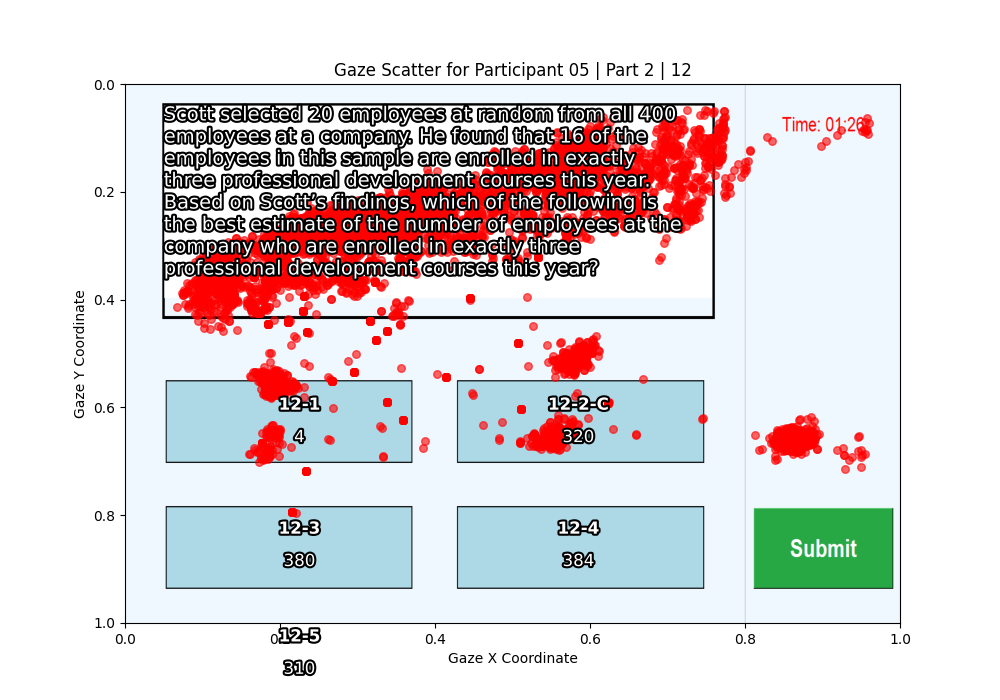 Gaze Scatter for Participant 05 | Part 2 | 12
Scott selected 20 employees at random from all 400
employees at a company. He found that 16 of the
employees in this sample are enrolled in exactly
three professional development courses this year.
Based on Scott's findings, which of the following is
the best estimate of the number of employees at the
company who are enrolled in exactly three
professional development courses this year?
Time: 01:26
12-1
4
12-2-C
320
12-3
380
12-4
384
Submit
12-5
310
Gaze Y Coordinate
0.0
0.2
0.4
0.6
0.8
1.0
0.0
0.2
0.4
0.6
0.8
1.0
Gaze X Coordinate